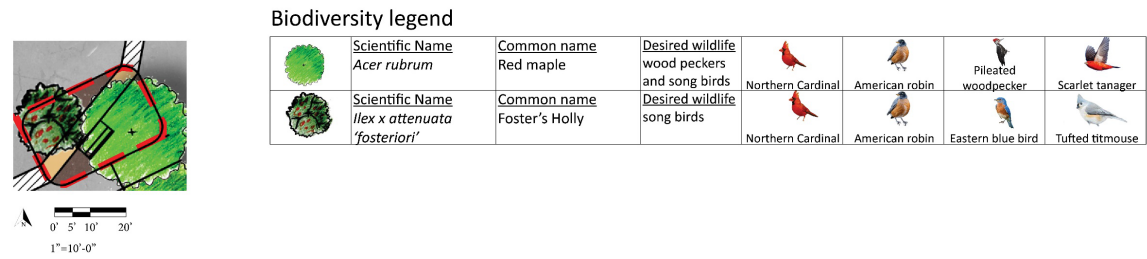 Biodiversity legend
Scientific Name
Acer rubrum
Common name
Red maple
Desired wildlife
wood peckers
and song birds
Northern Cardinal
American robin
Pileated
woodpecker
Scarlet tanager
Scientific Name
Ilex x attenuata
‘fosteriori’
Common name
Foster’s Holly
Desired wildlife
song birds
Northern Cardinal
American robin
Eastern blue bird
Tufted titmouse
N
0’ 5’ 10’ 20’
1”=10’-0”